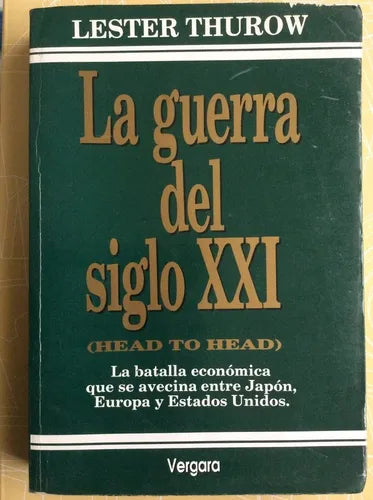 LESTER THUROW
La guerra
del
siglo XXI
(HEAD TO HEAD)
La batalla económica
que se avecina entre Japón,
Europa y Estados Unidos.
Vergara